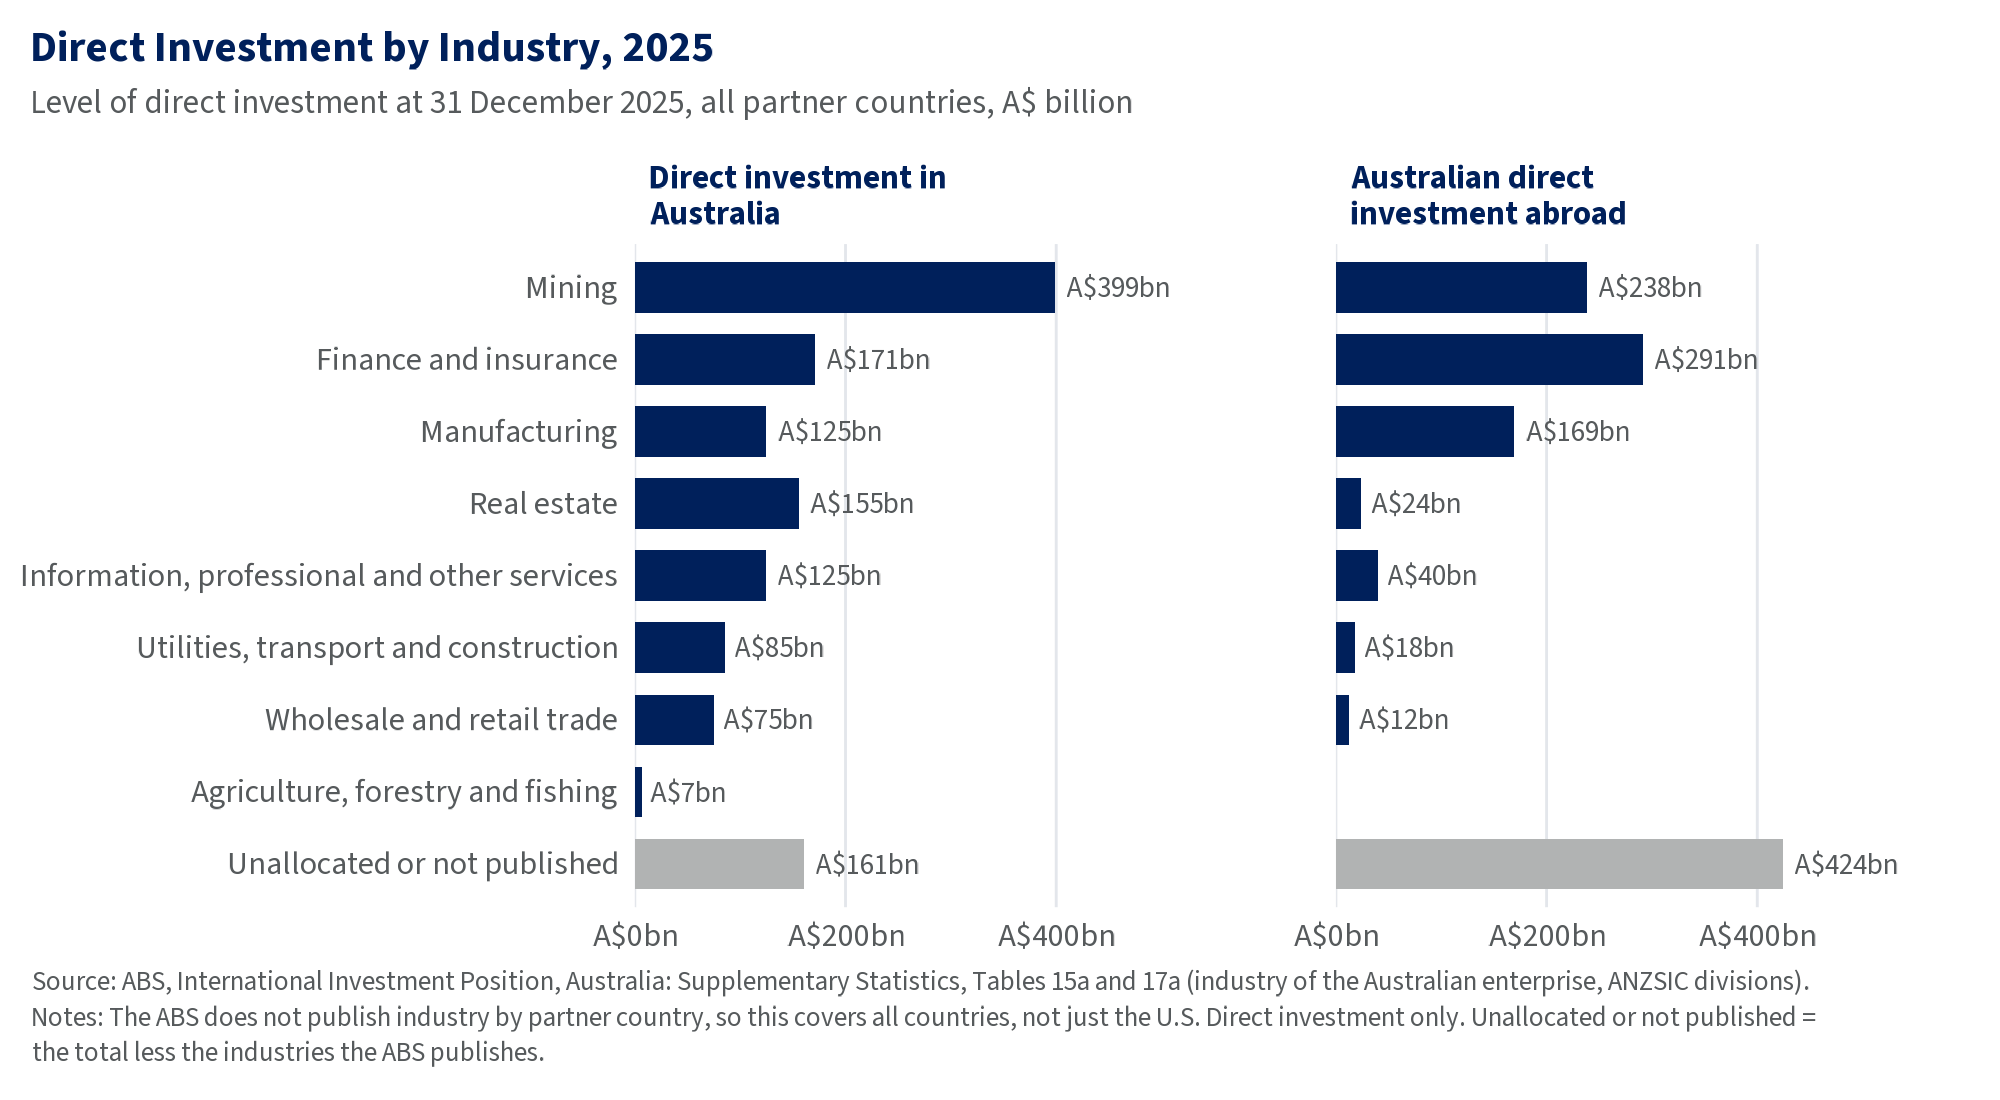 Direct Investment by Industry, 2025
Level of direct investment at 31 December 2025, all partner countries, A$ billion
Direct investment in
Australia
Australian direct
investment abroad
Mining A$399bn A$238bn
Finance and insurance A$171bn A$291bn
Manufacturing A$125bn A$169bn
Real estate A$155bn A$24bn
Information, professional and other services A$125bn A$40bn
Utilities, transport and construction A$85bn A$18bn
Wholesale and retail trade A$75bn A$12bn
Agriculture, forestry and fishing A$7bn
Unallocated or not published A$161bn A$424bn
A$0bn A$200bn A$400bn A$0bn A$200bn A$400bn
Source: ABS, International Investment Position, Australia: Supplementary Statistics, Tables 15a and 17a (industry of the Australian enterprise, ANZSIC divisions).
Notes: The ABS does not publish industry by partner country, so this covers all countries, not just the U.S. Direct investment only. Unallocated or not published =
the total less the industries the ABS publishes.